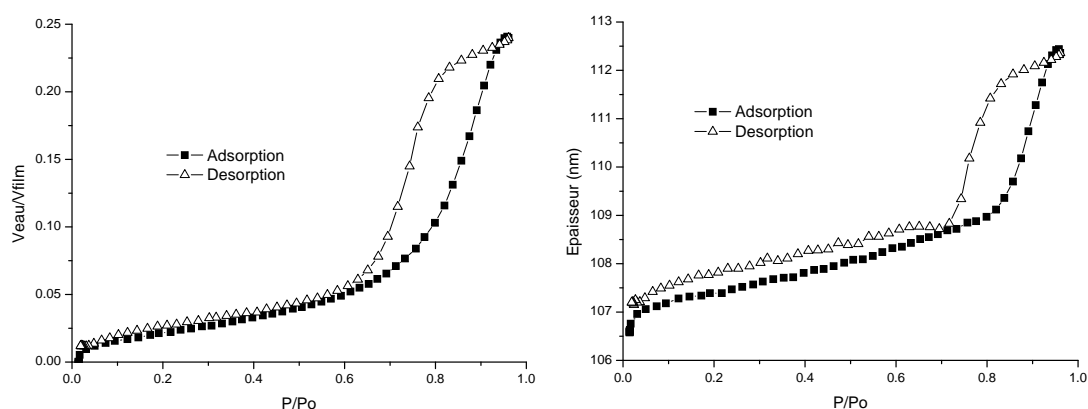 0.25
0.20
0.15
0.10
0.05
0.00
Veau/Vfilm
Adsorption
Desorption
0.0 0.2 0.4 0.6 0.8 1.0
P/Po
113
112
111
110
109
108
107
106
Epaisseur (nm)
Adsorption
Desorption
0.0 0.2 0.4 0.6 0.8 1.0
P/Po